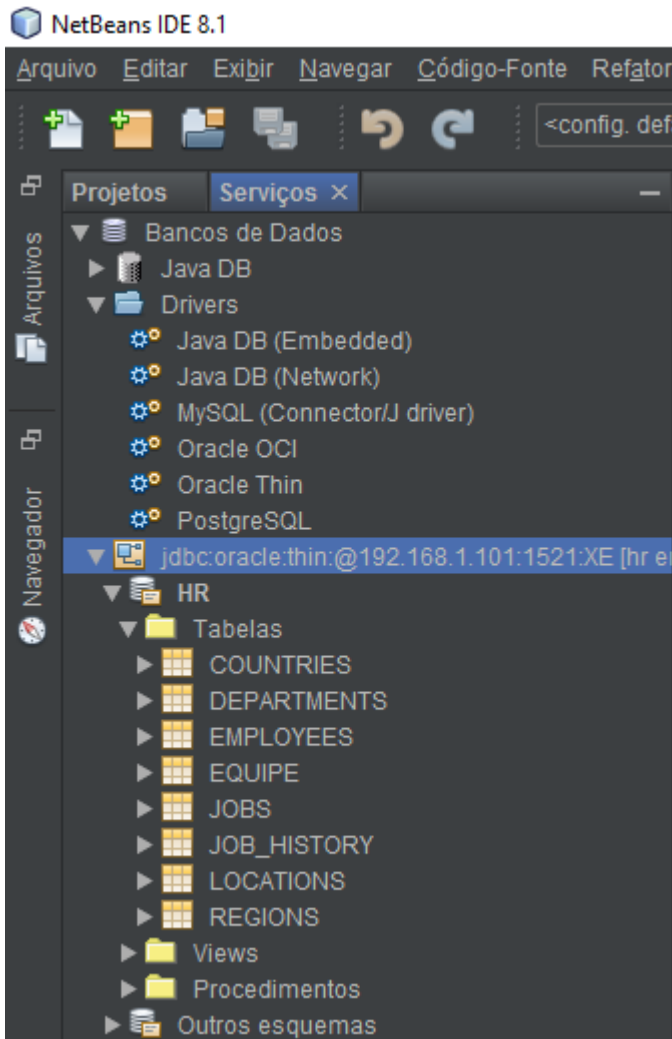 NetBeans IDE 8.1
Arquivo Editar Exibir Navegar Código-Fonte Refator
<config. def
Projetos Serviços
Arquivos
Navegador
Bancos de Dados
Java DB
Drivers
Java DB (Embedded)
Java DB (Network)
MySQL (Connector/J driver)
Oracle OCI
Oracle Thin
PostgreSQL
jdbc:oracle:thin:@192.168.1.101:1521:XE [hr e
HR
Tabelas
COUNTRIES
DEPARTMENTS
EMPLOYEES
EQUIPE
JOBS
JOB_HISTORY
LOCATIONS
REGIONS
Views
Procedimentos
Outros esquemas